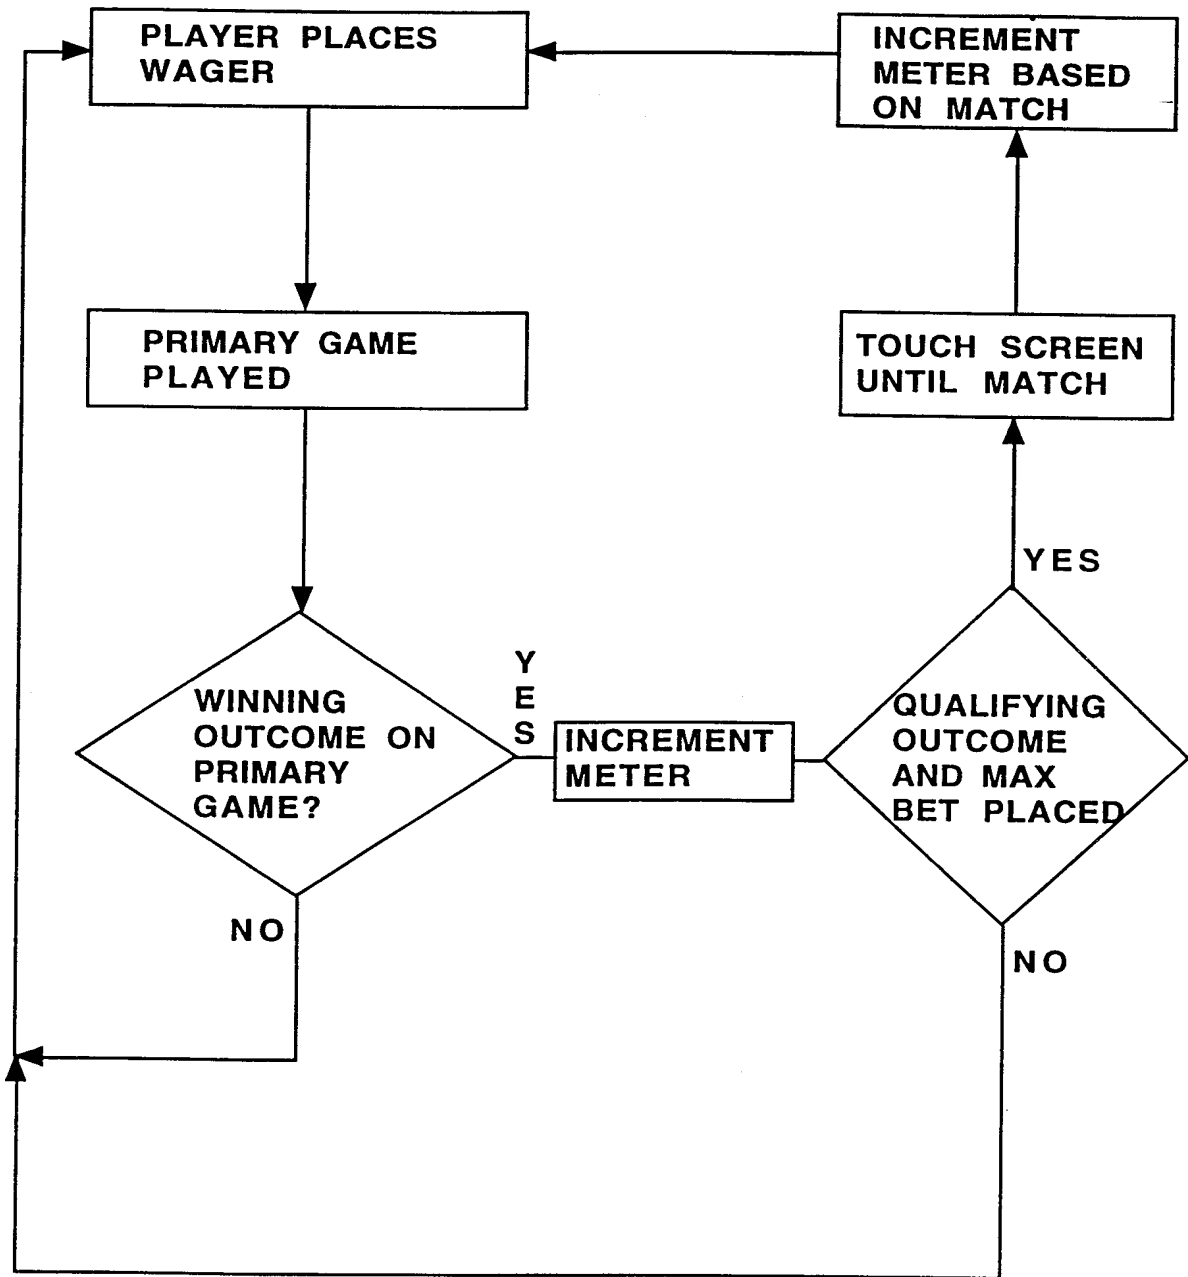 PLAYER PLACES
WAGER
PRIMARY GAME
PLAYED
WINNING
OUTCOME ON
PRIMARY
GAME?
NO
YES
INCREMENT
METER
QUALIFYING
OUTCOME
AND MAX
BET PLACED
NO
YES
TOUCH SCREEN
UNTIL MATCH
INCREMENT
METER BASED
ON MATCH